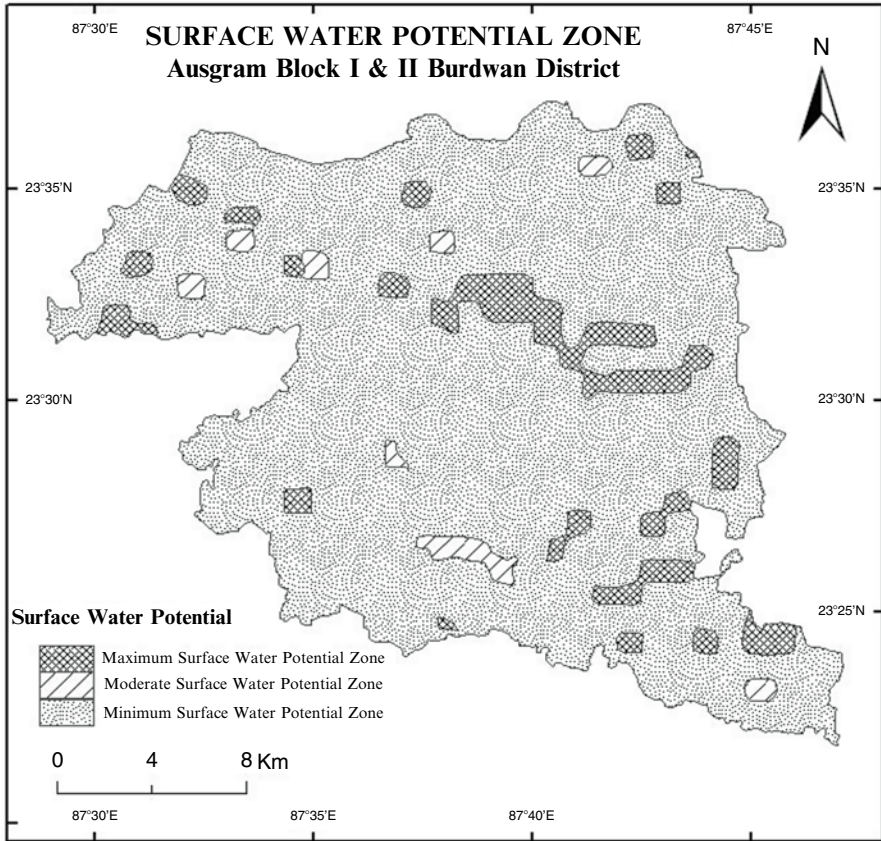 87°30'E 87°45'E
SURFACE WATER POTENTIAL ZONE
Ausgram Block I & II Burdwan District
N
23°35'N 23°35'N
23°30'N 23°30'N
23°25'N
Surface Water Potential
Maximum Surface Water Potential Zone
Moderate Surface Water Potential Zone
Minimum Surface Water Potential Zone
0 4 8 Km
87°30'E 87°35'E 87°40'E